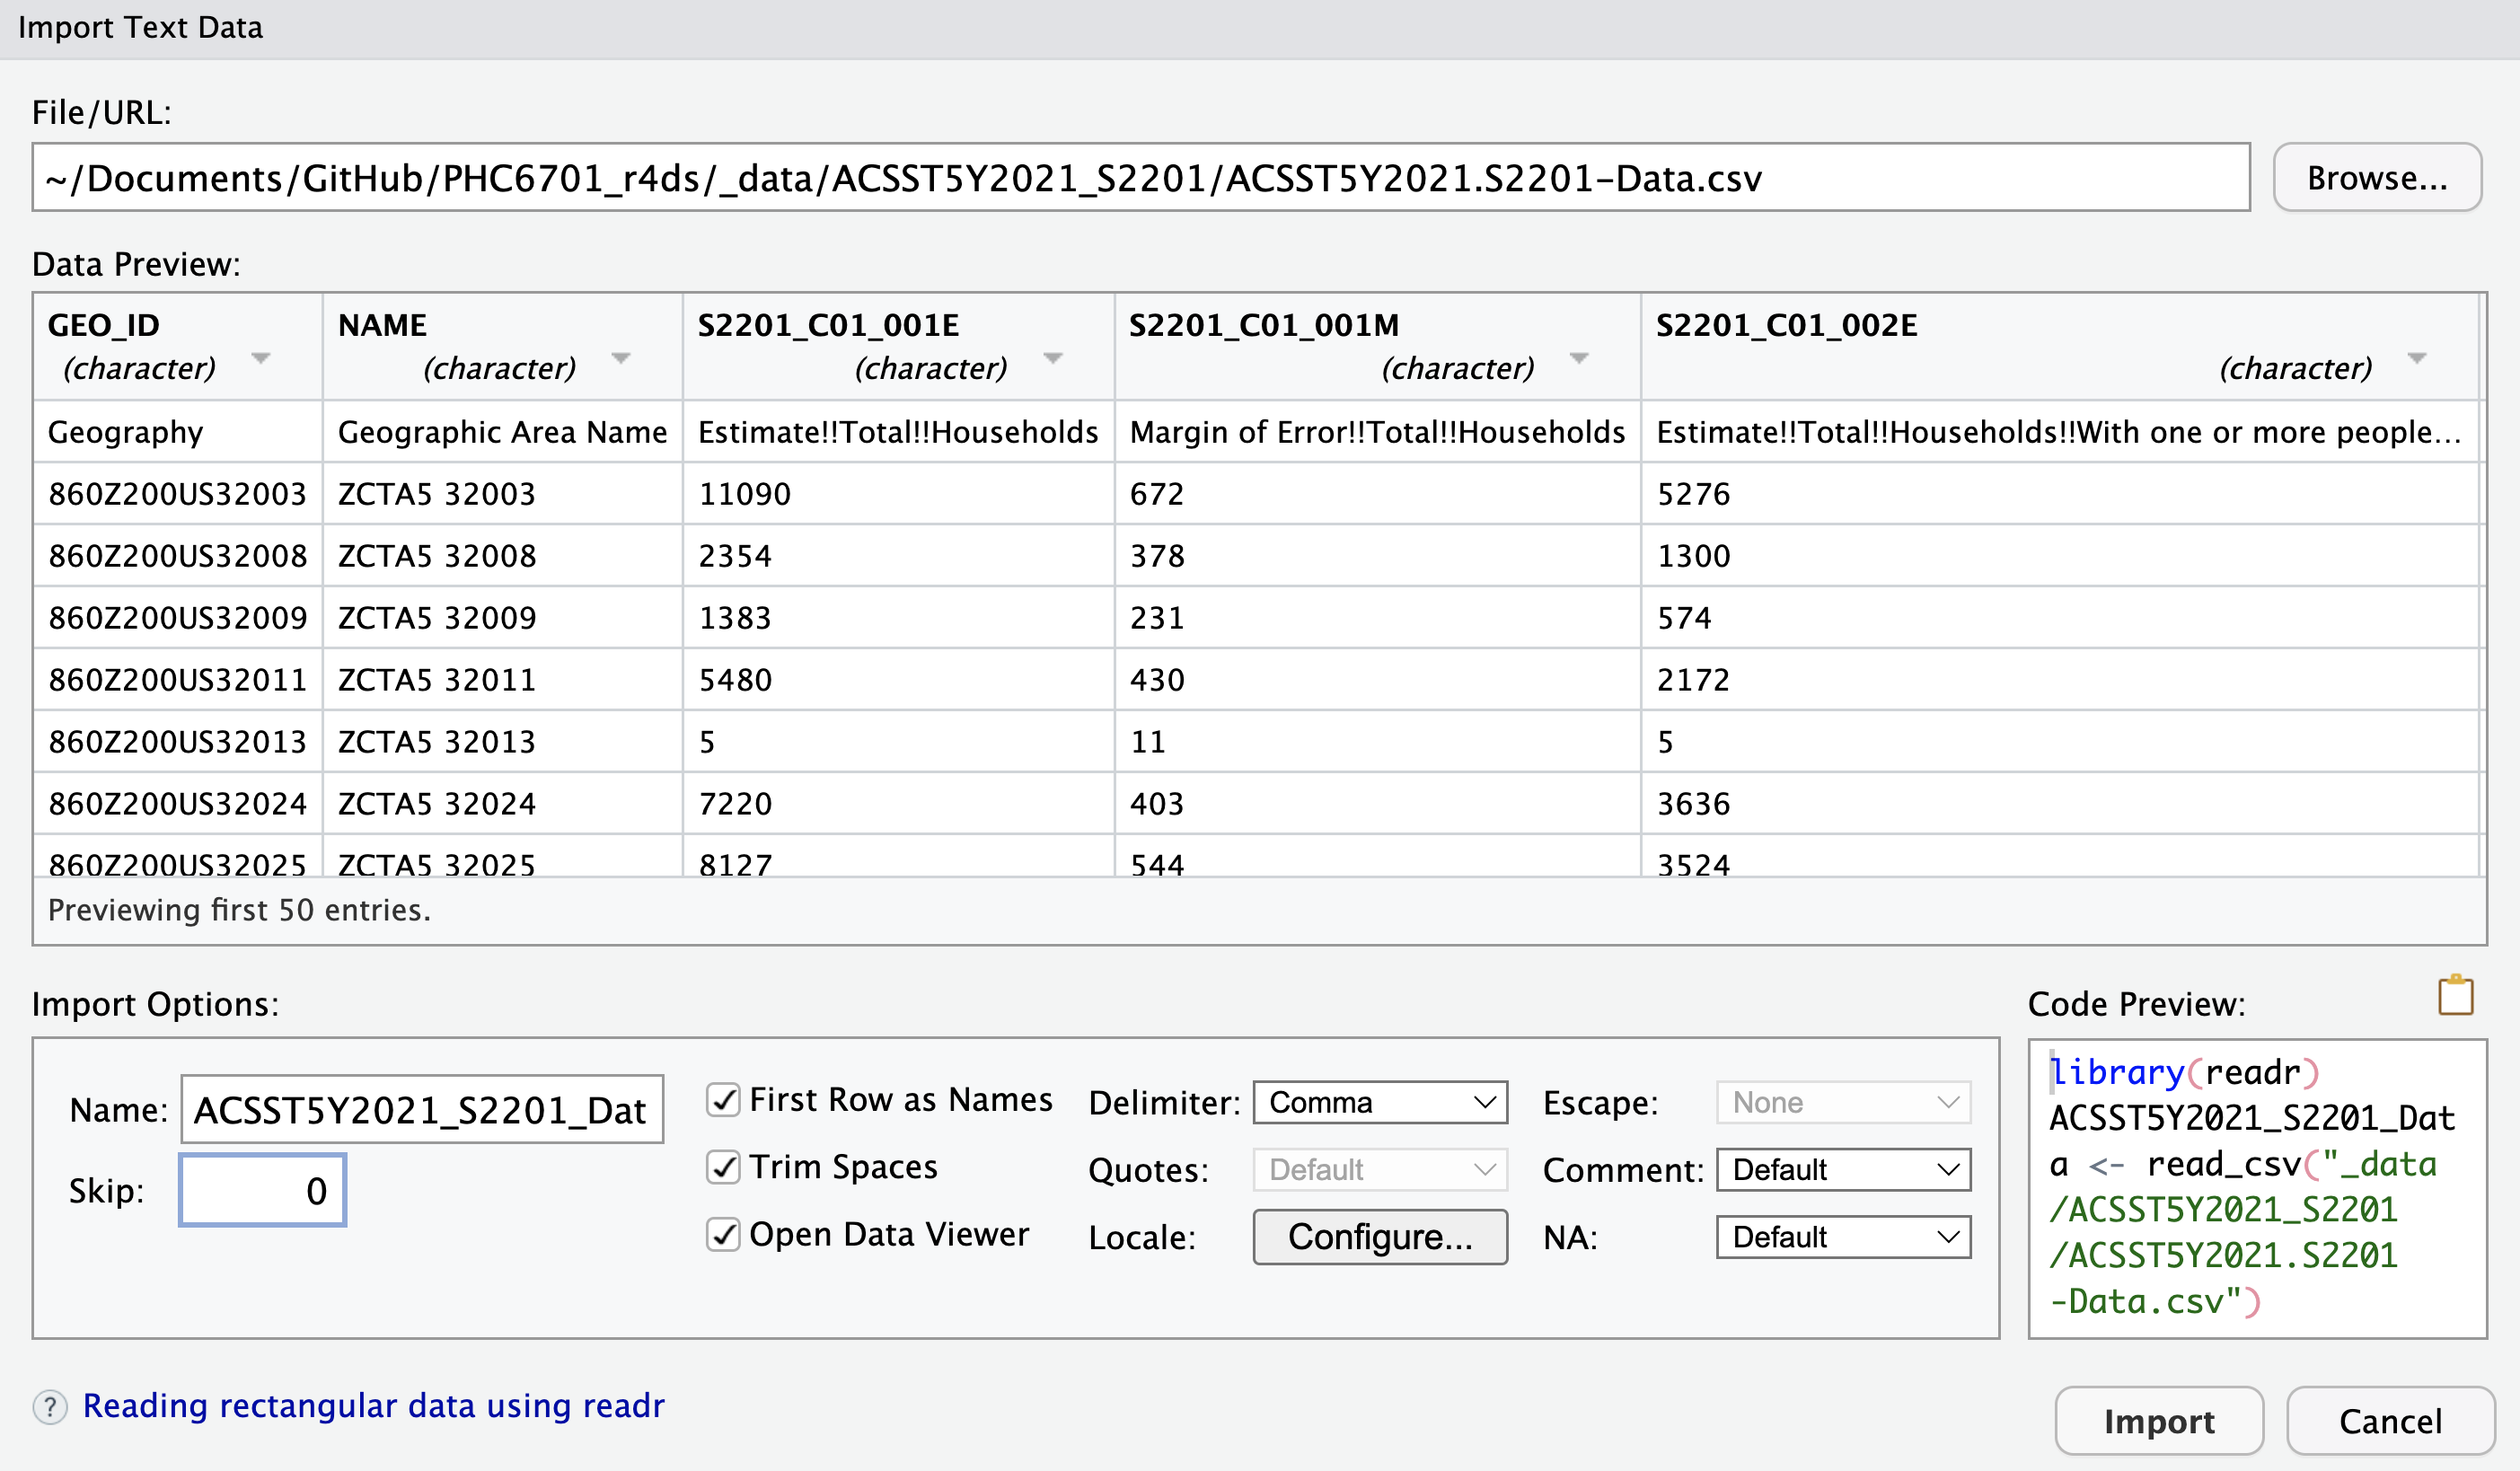 Import Text Data
File/URL:
~/Documents/GitHub/PHC6701_r4ds/_data/ACSST5Y2021_S2201/ACSST5Y2021.S2201-Data.csv Browse...
Data Preview:
GEO_ID NAME S2201_C01_001E S2201_C01_001M S2201_C01_002E
(character) (character) (character) (character) (character)
Geography Geographic Area Name Estimate!!Total!!Households Margin of Error!!Total!!Households Estimate!!Total!!Households!!With one or more people...
860Z200US32003 ZCTA5 32003 11090 672 5276
860Z200US32008 ZCTA5 32008 2354 378 1300
860Z200US32009 ZCTA5 32009 1383 231 574
860Z200US32011 ZCTA5 32011 5480 430 2172
860Z200US32013 ZCTA5 32013 5 11 5
860Z200US32024 ZCTA5 32024 7220 403 3636
860Z200US32025 ZCTA5 32025 8127 544 3524
Previewing first 50 entries.
Import Options:
Name: ACSST5Y2021_S2201_Dat
Skip: 0
First Row as Names
Trim Spaces
Open Data Viewer
Delimiter: Comma
Quotes: Default
Locale: Configure...
Escape: None
Comment: Default
NA: Default
Code Preview:
library(readr)
ACSST5Y2021_S2201_Dat
a <- read_csv("_data
/ACSST5Y2021_S2201
/ACSST5Y2021.S2201
-Data.csv")
? Reading rectangular data using readr
Import Cancel